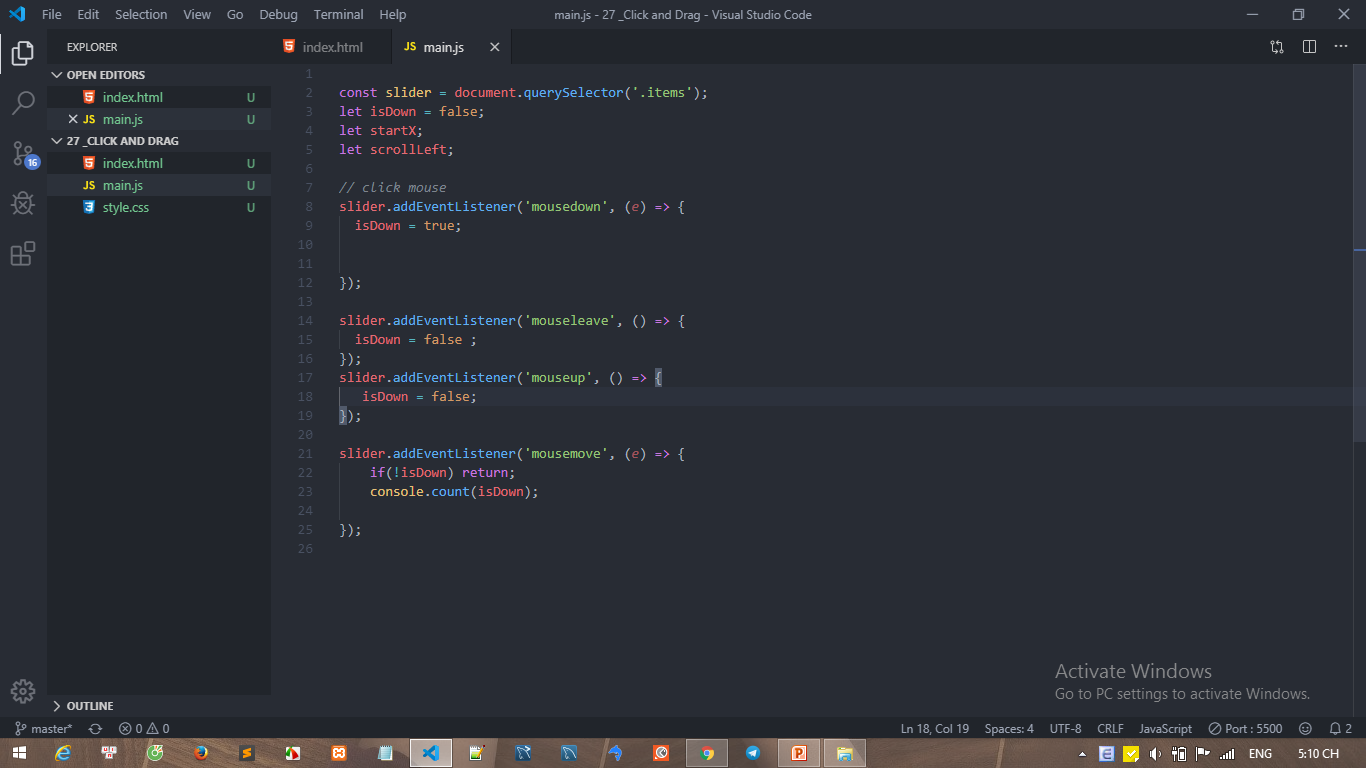 File Edit Selection View Go Debug Terminal Help main.js - 27 _Click and Drag - Visual Studio Code
EXPLORER index.html JS main.js
OPEN EDITORS
index.html U
JS main.js U
27 _CLICK AND DRAG
index.html U
JS main.js U
style.css U
OUTLINE
16
1
2 const slider = document.querySelector('.items');
3 let isDown = false;
4 let startX;
5 let scrollLeft;
6
7 // click mouse
8 slider.addEventListener('mousedown', (e) => {
9 isDown = true;
10
11
12 });
13
14 slider.addEventListener('mouseleave', () => {
15 isDown = false ;
16 });
17 slider.addEventListener('mouseup', () => {
18 isDown = false;
19 });
20
21 slider.addEventListener('mousemove', (e) => {
22 if(!isDown) return;
23 console.count(isDown);
24
25 });
26
Activate Windows
Go to PC settings to activate Windows.
master* 0 0 Ln 18, Col 19 Spaces: 4 UTF-8 CRLF JavaScript Port : 5500 2
ENG 5:10 CH